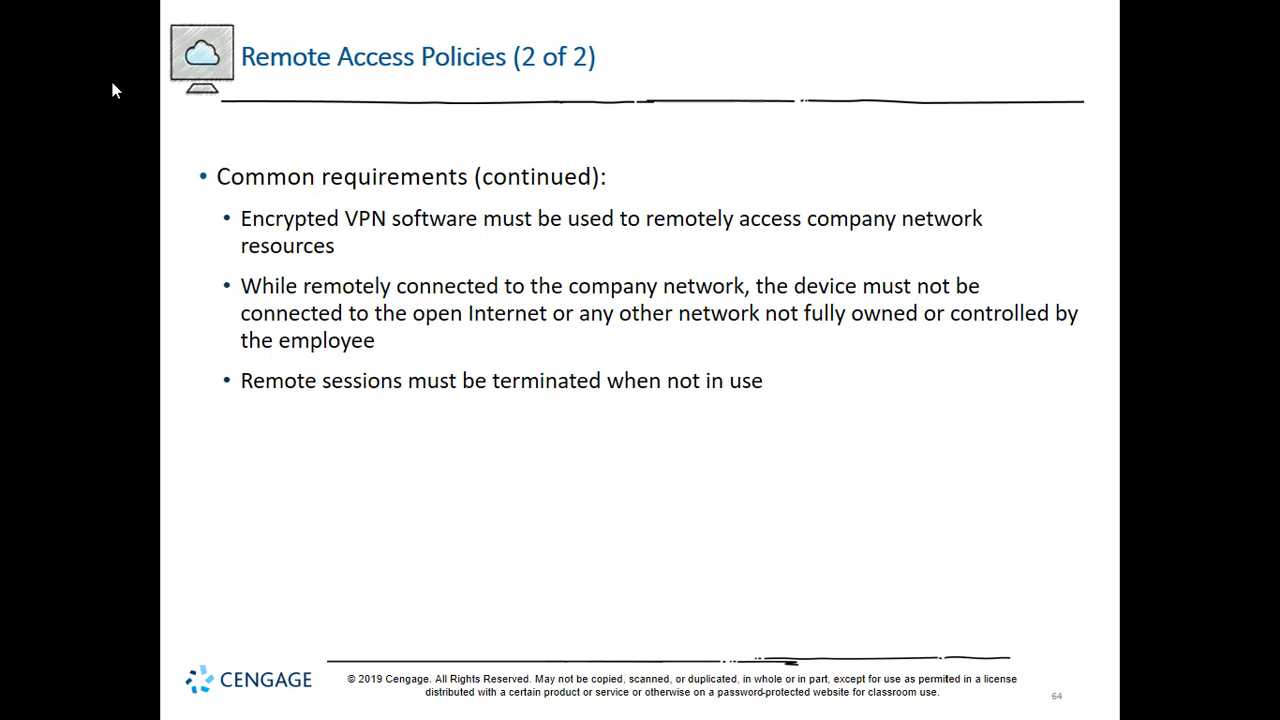 Remote Access Policies (2 of 2)
• Common requirements (continued):
• Encrypted VPN software must be used to remotely access company network
resources
• While remotely connected to the company network, the device must not be
connected to the open Internet or any other network not fully owned or controlled by
the employee
• Remote sessions must be terminated when not in use
CENGAGE
© 2019 Cengage. All Rights Reserved. May not be copied, scanned, or duplicated, in whole or in part, except for use as permitted in a license
distributed with a certain product or service or otherwise on a password-protected website for classroom use.
64